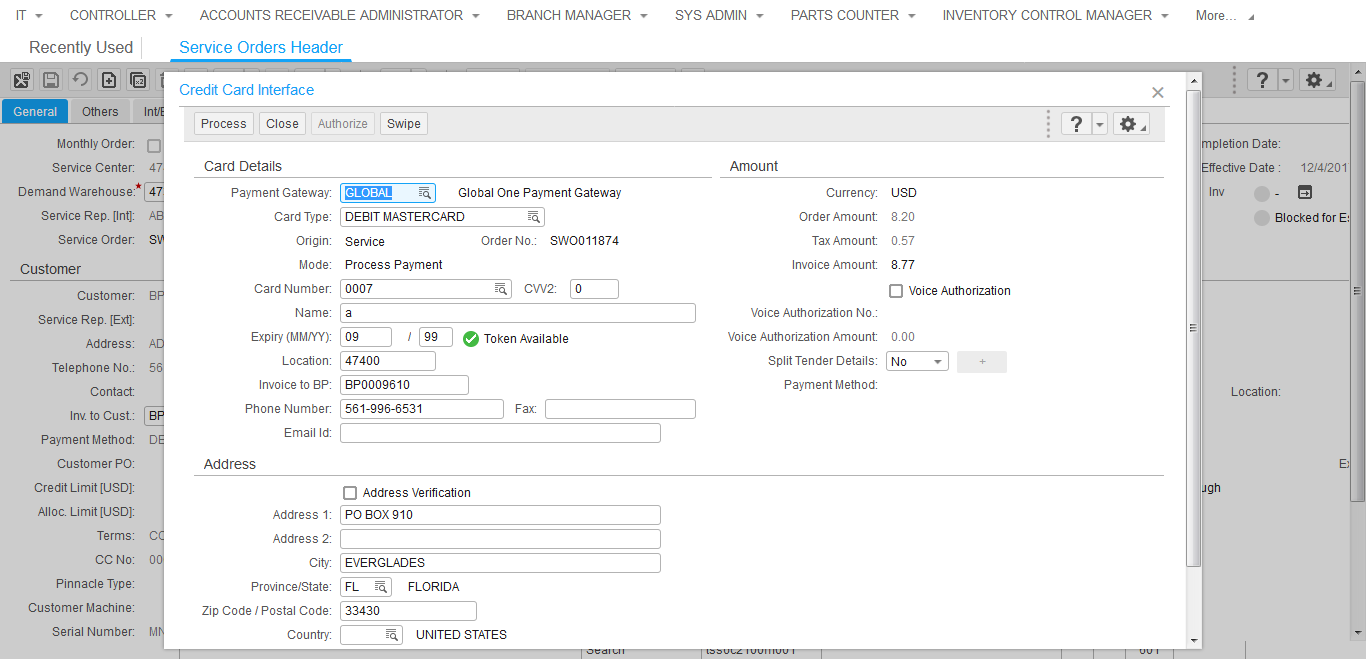 IT CONTROLLER ACCOUNTS RECEIVABLE ADMINISTRATOR BRANCH MANAGER SYS ADMIN PARTS COUNTER INVENTORY CONTROL MANAGER More...
Recently Used Service Orders Header
General Others
Monthly Order:
Service Center: 47
Demand Warehouse:* 47
Service Rep. [Int]: AB
Service Order: SW
Customer
Customer: BP
Service Rep. [Ext]:
Address: AD
Telephone No.: 56
Contact:
Inv. to Cust.: BP
Payment Method: DE
Customer PO:
Credit Limit [USD]:
Alloc. Limit [USD]:
Terms: CO
CC No: 00
Pinnacle Type:
Customer Machine:
Serial Number: MN
Credit Card Interface
Process Close Authorize Swipe
?
Card Details
Payment Gateway: GLOBAL Global One Payment Gateway
Card Type: DEBIT MASTERCARD
Origin: Service Order No.: SWO011874
Mode: Process Payment
Card Number: 0007 CVV2: 0
Name: a
Expiry (MM/YY): 09 / 99 Token Available
Location: 47400
Invoice to BP: BP0009610
Phone Number: 561-996-6531 Fax:
Email Id:
Amount
Currency: USD
Order Amount: 8.20
Tax Amount: 0.57
Invoice Amount: 8.77
Voice Authorization
Voice Authorization No.:
Voice Authorization Amount: 0.00
Split Tender Details: No +
Payment Method:
Address
Address Verification
Address 1: PO BOX 910
Address 2:
City: EVERGLADES
Province/State: FL FLORIDA
Zip Code / Postal Code: 33430
Country: UNITED STATES
?
mpletion Date:
Effective Date : 12/4/201
Inv -
Blocked for Es
Location:
ugh
Search tss0c2100m001 601